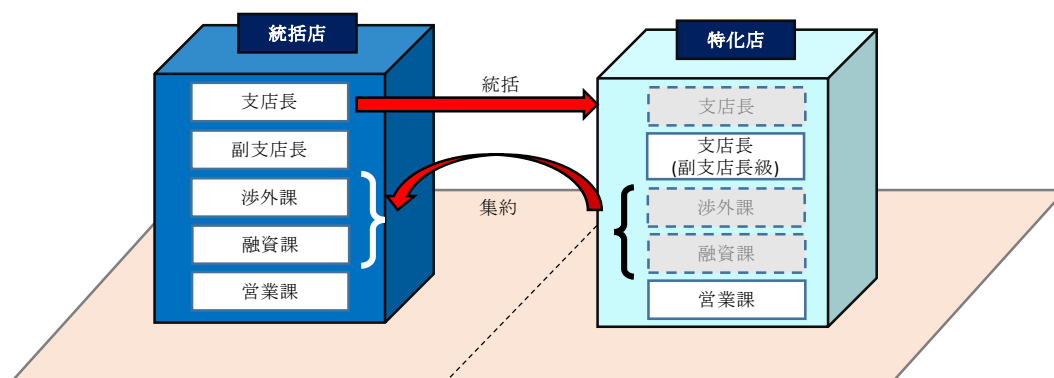 統括店
特化店
支店長
副支店長
渉外課
融資課
営業課
統括
集約
支店長
支店長
(副支店長級)
渉外課
融資課
営業課